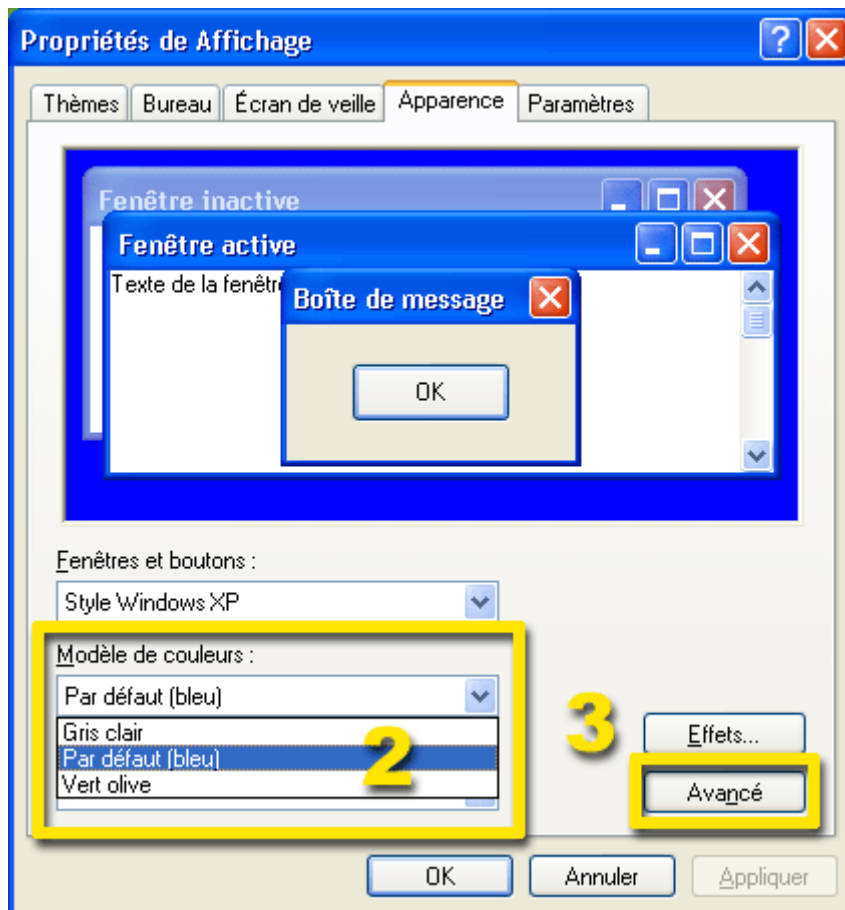 Propriétés de Affichage
Thèmes Bureau Écran de veille Apparence Paramètres
Fenêtre inactive
Fenêtre active
Texte de la fenêtr
Boîte de message
OK
Fenêtres et boutons :
Style Windows XP
Modèle de couleurs :
Par défaut (bleu)
Gris clair
Par défaut (bleu)
Vert olive
2
3
Effets...
Avancé
OK Annuler Appliquer